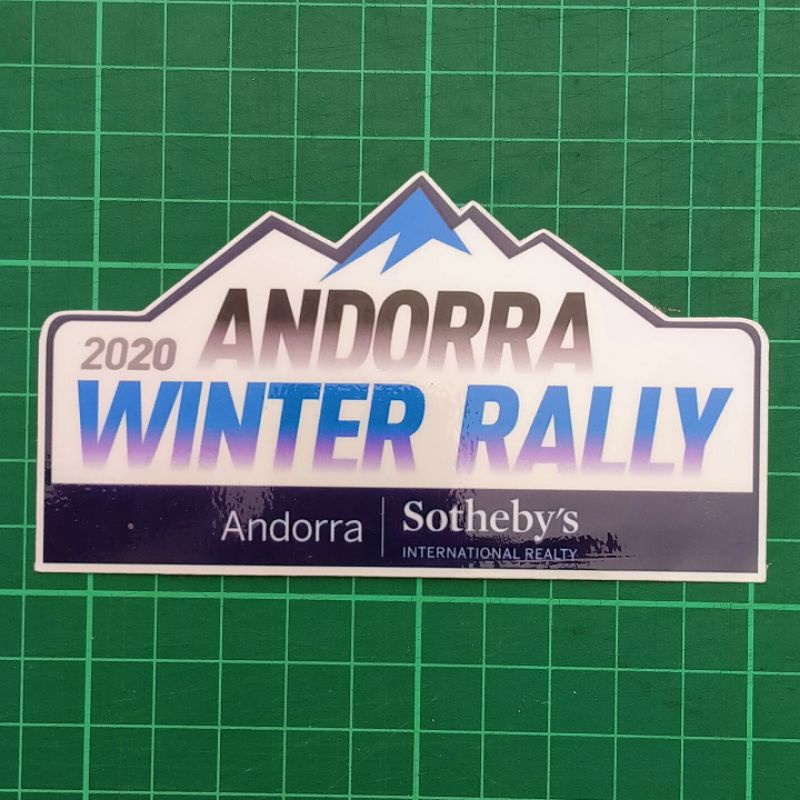 ANDORRA
2020
WINTER RALLY
Andorra | Sotheby's
INTERNATIONAL REALTY